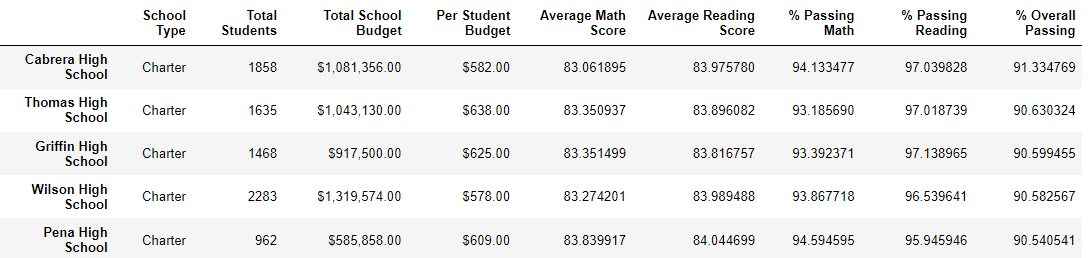 School Type Total Students Total School Budget Per Student Budget Average Math Score Average Reading Score % Passing Math % Passing Reading % Overall Passing
Cabrera High School Charter 1858 $1,081,356.00 $582.00 83.061895 83.975780 94.133477 97.039828 91.334769
Thomas High School Charter 1635 $1,043,130.00 $638.00 83.350937 83.896082 93.185690 97.018739 90.630324
Griffin High School Charter 1468 $917,500.00 $625.00 83.351499 83.816757 93.392371 97.138965 90.599455
Wilson High School Charter 2283 $1,319,574.00 $578.00 83.274201 83.989488 93.867718 96.539641 90.582567
Pena High School Charter 962 $585,858.00 $609.00 83.839917 84.044699 94.594595 95.945946 90.540541